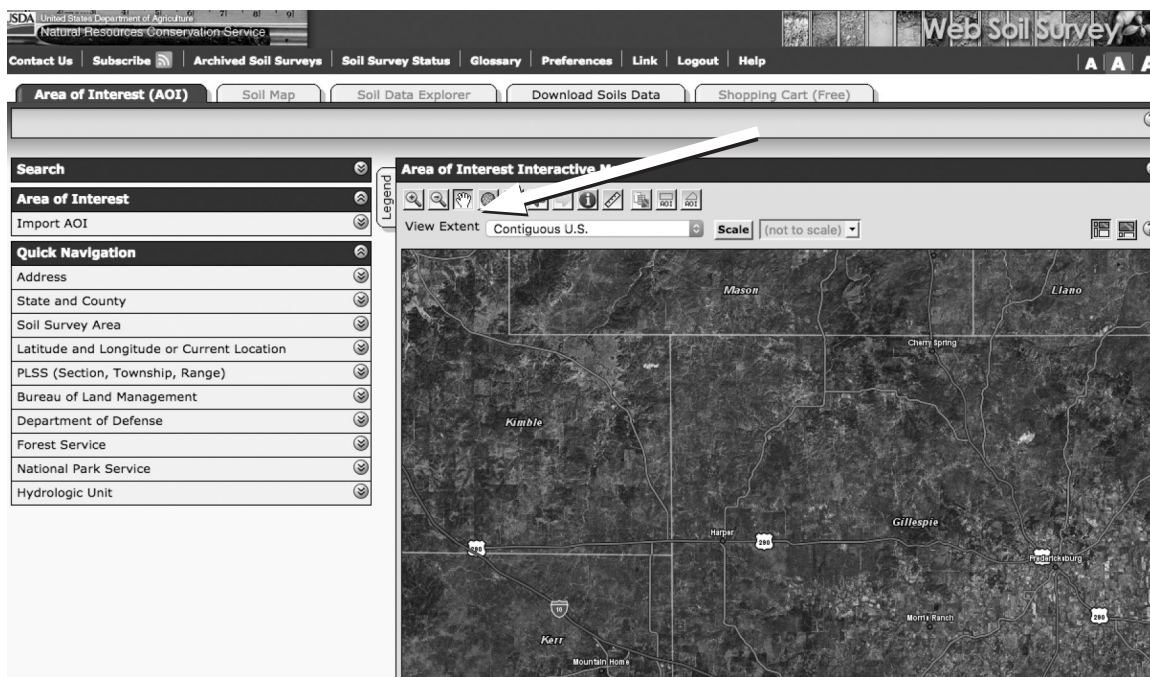 USDA United States Department of Agriculture
Natural Resources Conservation Service
Web Soil Survey
Contact Us Subscribe Archived Soil Surveys Soil Survey Status Glossary Preferences Link Logout Help A A A
Area of Interest (AOI) Soil Map Soil Data Explorer Download Soils Data Shopping Cart (Free)
Search
Area of Interest
Import AOI
Quick Navigation
Address
State and County
Soil Survey Area
Latitude and Longitude or Current Location
PLSS (Section, Township, Range)
Bureau of Land Management
Department of Defense
Forest Service
National Park Service
Hydrologic Unit
Legend
Area of Interest Interactive
AOI AOI
View Extent Contiguous U.S. Scale (not to scale)
Mason Llano
Cherry Spring
Kimble
Gillespie
Harper
290 290
Fredericksburg
10
Morris Ranch 290
Kerr
Mountain Home